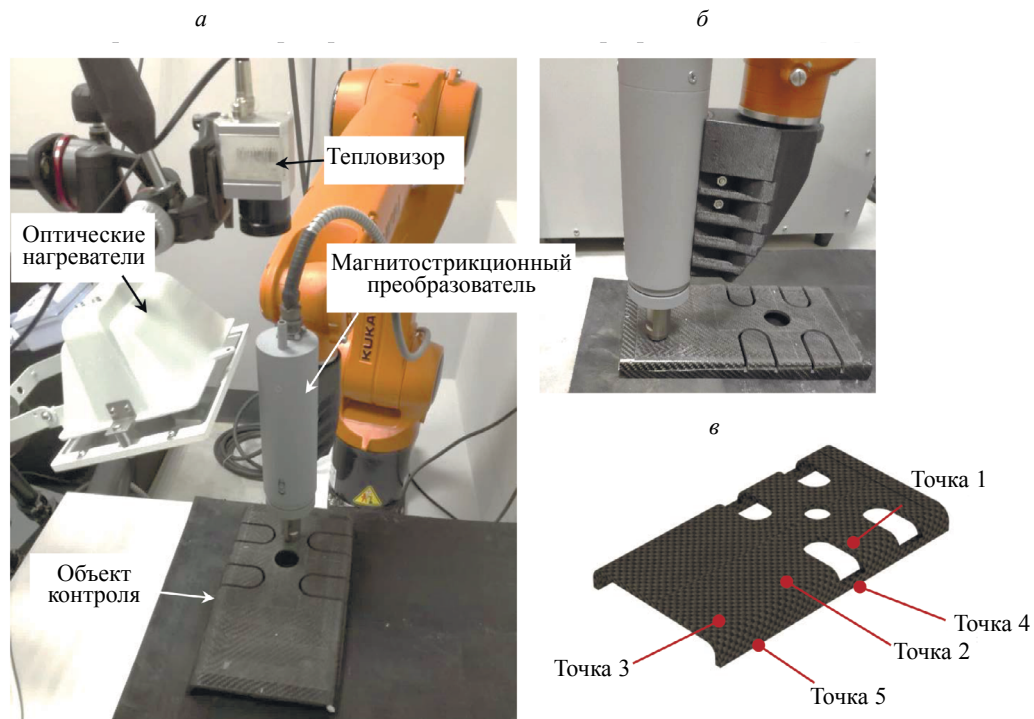 а
б
Тепловизор
Оптические
нагреватели
Магнитострикционный
преобразователь
KUKA
Объект
контроля
в
Точка 1
Точка 4
Точка 2
Точка 3
Точка 5